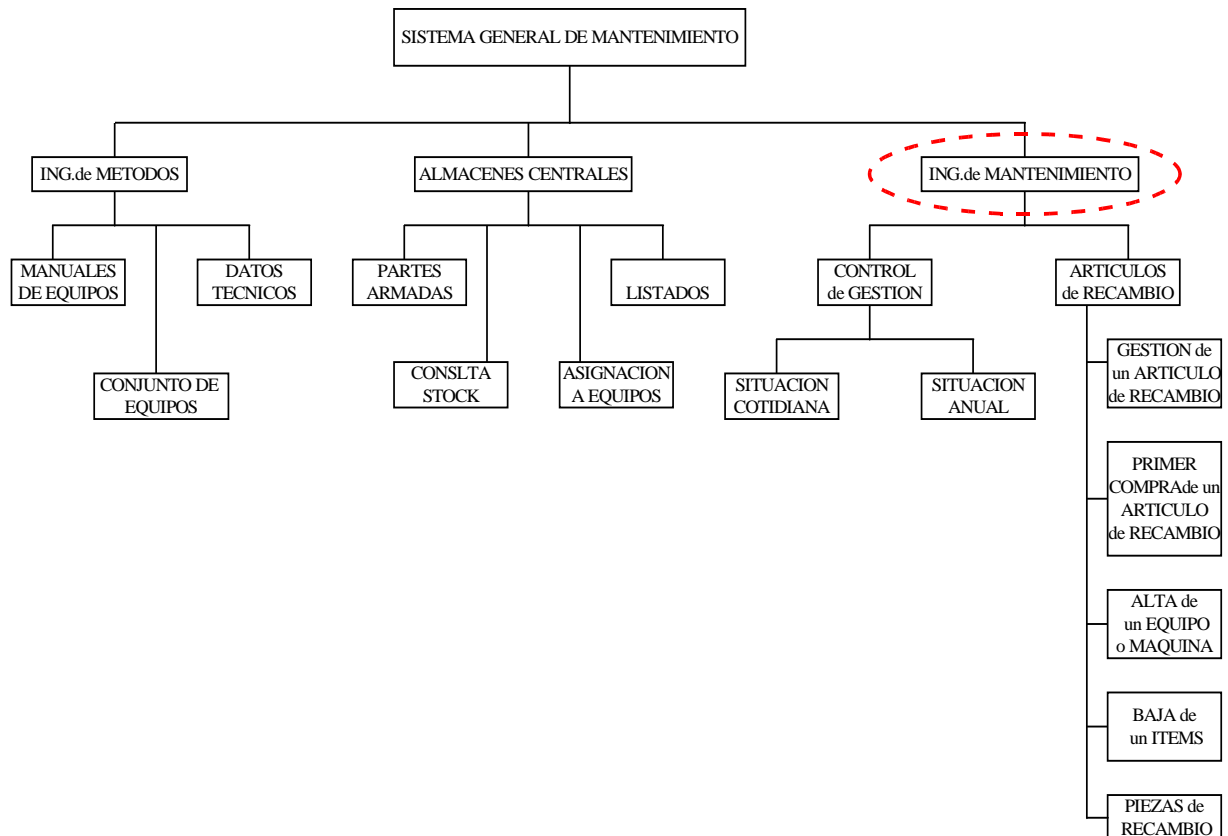 SISTEMA GENERAL DE MANTENIMIENTO
ING.de METODOS
ALMACENES CENTRALES
ING.de MANTENIMIENTO
MANUALES
DE EQUIPOS
DATOS
TECNICOS
PARTES
ARMADAS
LISTADOS
CONTROL
de GESTION
ARTICULOS
de RECAMBIO
CONJUNTO DE
EQUIPOS
CONSLTA
STOCK
ASIGNACION
A EQUIPOS
SITUACION
COTIDIANA
SITUACION
ANUAL
GESTION de
un ARTICULO
de RECAMBIO
PRIMER
COMPRAde un
ARTICULO
de RECAMBIO
ALTA de
un EQUIPO
o MAQUINA
BAJA de
un ITEMS
PIEZAS de
RECAMBIO